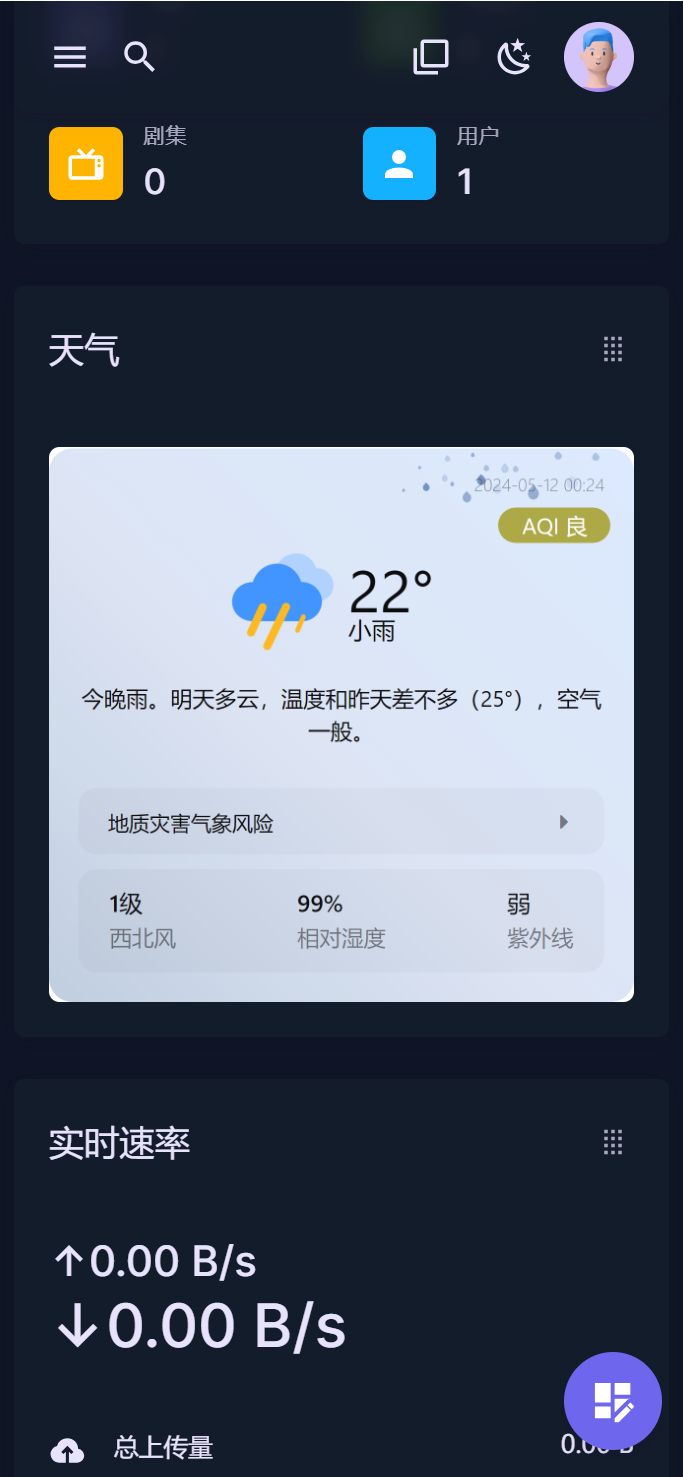 剧集
0
用户
1
天气
2024-05-12 00:24
AQI 良
22°
小雨
今晚雨。明天多云，温度和昨天差不多（25°），空气
一般。
地质灾害气象风险
1级
西北风
99%
相对湿度
弱
紫外线
实时速率
↑0.00 B/s
↓0.00 B/s
总上传量